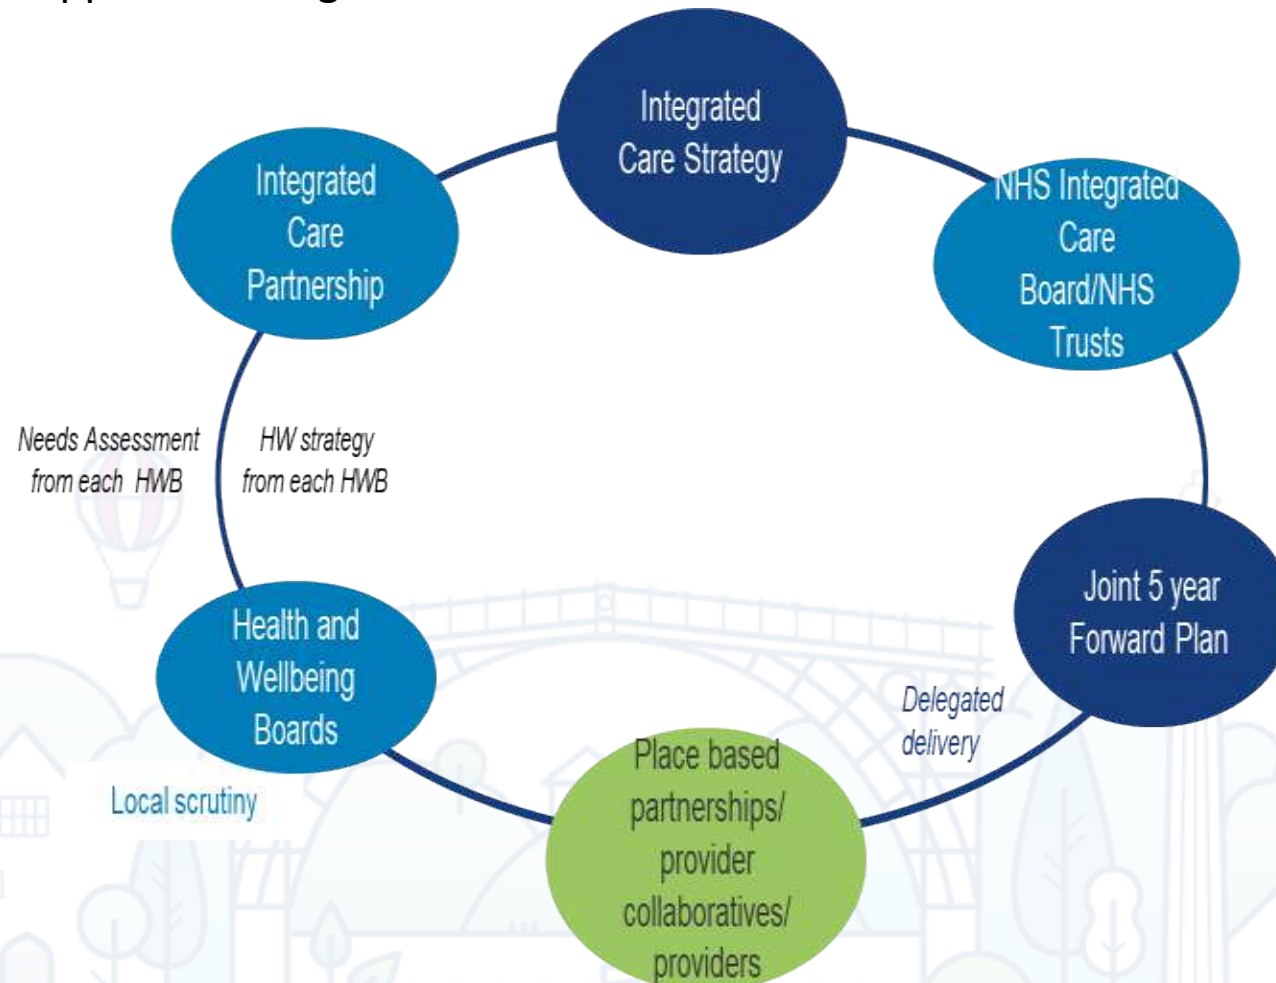 Integrated
Care Strategy
Integrated
Care
Partnership
NHS Integrated
Care
Board/NHS
Trusts
Needs Assessment
from each HWB
HW strategy
from each HWB
Joint 5 year
Forward Plan
Health and
Wellbeing
Boards
Delegated
delivery
Local scrutiny
Place based
partnerships/
provider
collaboratives/
providers